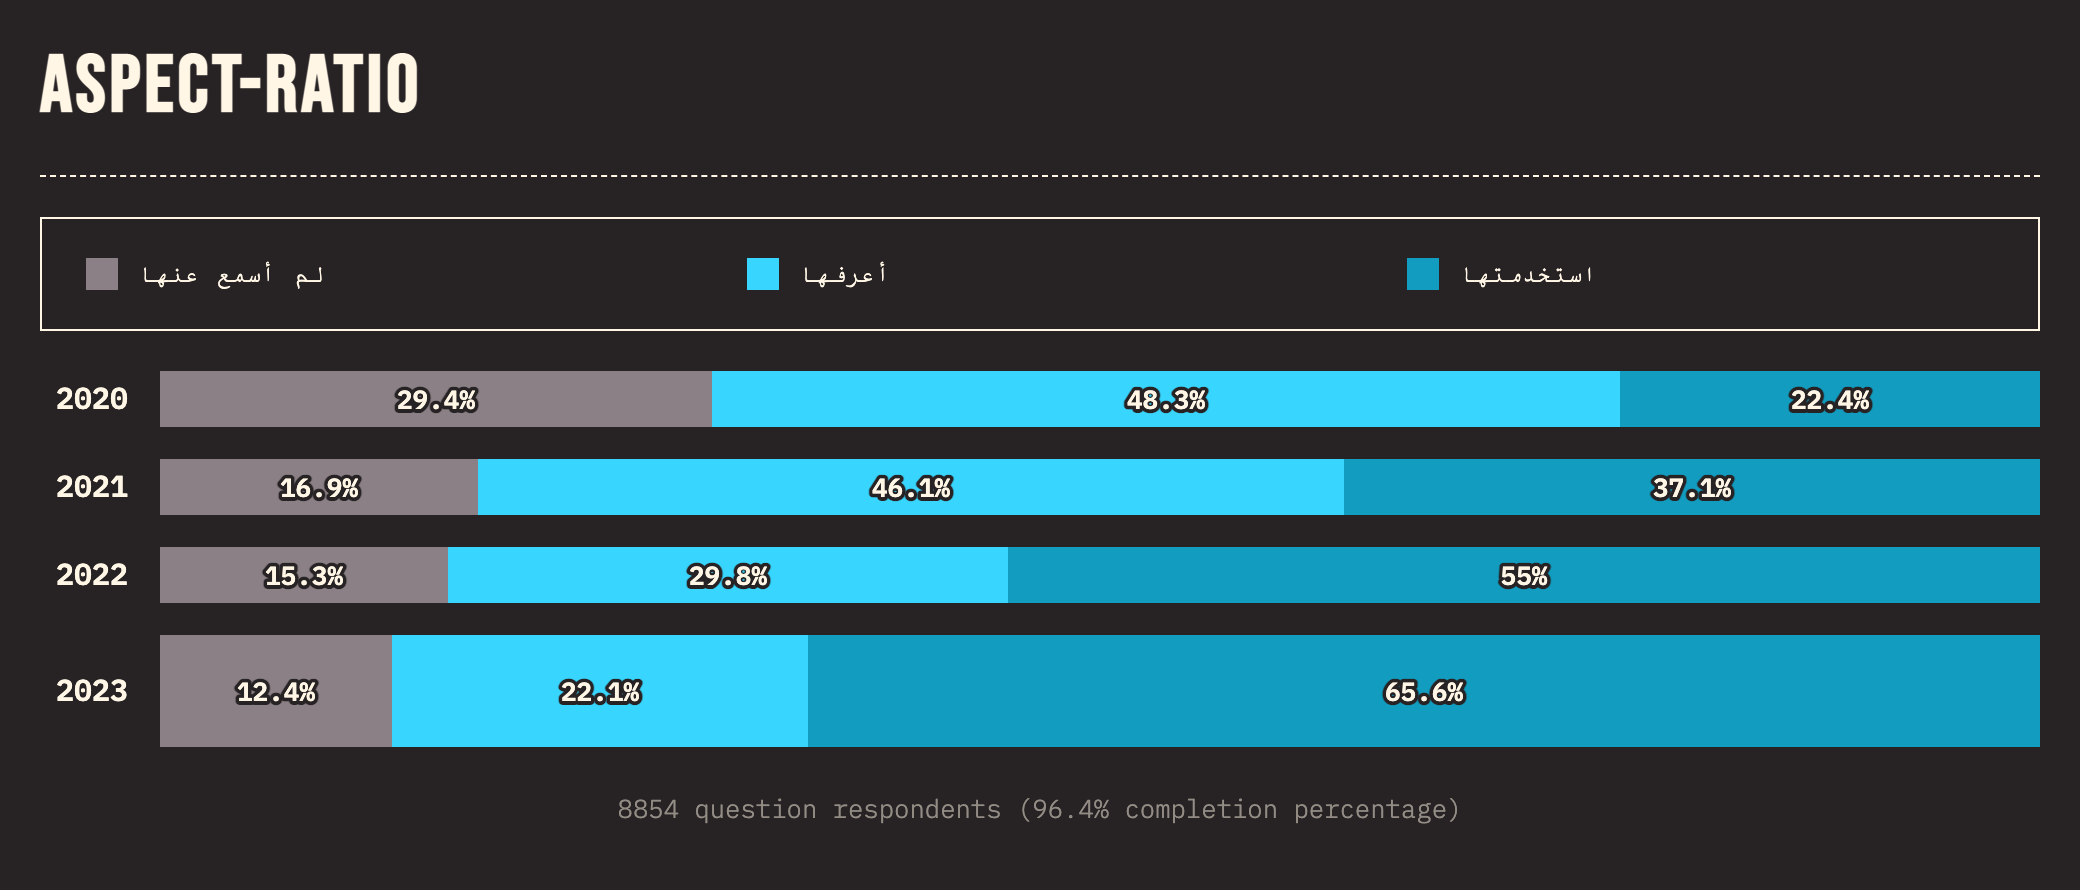 ASPECT-RATIO
لم أسمع عنها
أعرفها
استخدمتها
2020 29.4% 48.3% 22.4%
2021 16.9% 46.1% 37.1%
2022 15.3% 29.8% 55%
2023 12.4% 22.1% 65.6%
8854 question respondents (96.4% completion percentage)